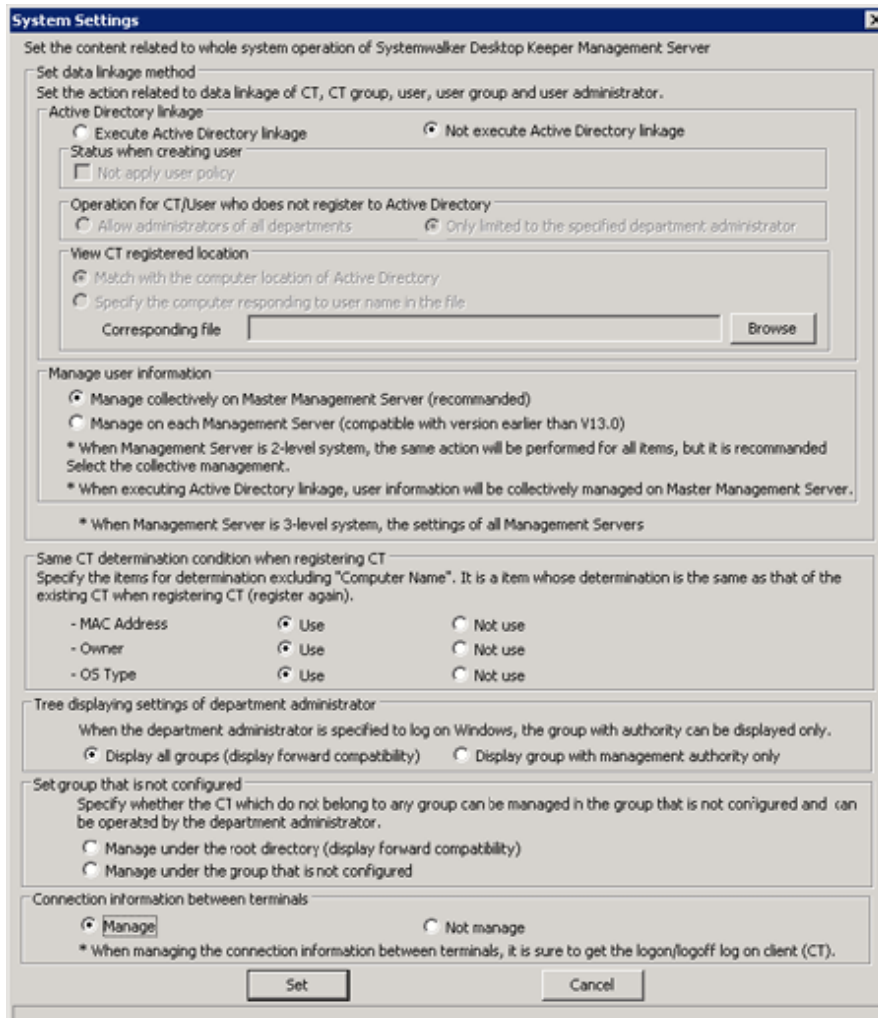 System Settings
Set the content related to whole system operation of Systemwalker Desktop Keeper Management Server
Set data linkage method
Set the action related to data linkage of CT, CT group, user, user group and user administrator.
Active Directory linkage
Execute Active Directory linkage Not execute Active Directory linkage
Status when creating user
Not apply user policy
Operation for CT/User who does not register to Active Directory
Allow administrators of all departments Only limited to the specified department administrator
View CT registered location
Match with the computer location of Active Directory
Specify the computer responding to user name in the file
Corresponding file Browse
Manage user information
Manage collectively on Master Management Server (recommanded)
Manage on each Management Server (compatible with version earlier than V13.0)
* When Management Server is 2-level system, the same action will be performed for all items, but it is recommanded
Select the collective management.
* When executing Active Directory linkage, user information will be collectively managed on Master Management Server.
* When Management Server is 3-level system, the settings of all Management Servers
Same CT determination condition when registering CT
Specify the items for determination excluding "Computer Name". It is a item whose determination is the same as that of the
existing CT when registering CT (register again).
- MAC Address Use Not use
- Owner Use Not use
- OS Type Use Not use
Tree displaying settings of department administrator
When the department administrator is specified to log on Windows, the group with authority can be displayed only.
Display all groups (display forward compatibility) Display group with management authority only
Set group that is not configured
Specify whether the CT which do not belong to any group can be managed in the group that is not configured and can
be operated by the department administrator.
Manage under the root directory (display forward compatibility)
Manage under the group that is not configured
Connection information between terminals
Manage Not manage
* When managing the connection information between terminals, it is sure to get the logon/logoff log on client (CT).
Set Cancel